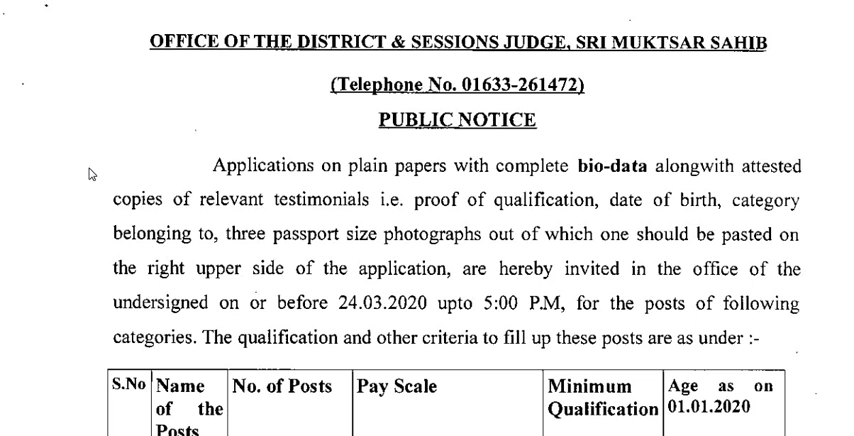 OFFICE OF THE DISTRICT & SESSIONS JUDGE, SRI MUKTSAR SAHIB
(Telephone No. 01633-261472)
PUBLIC NOTICE
Applications on plain papers with complete bio-data alongwith attested
copies of relevant testimonials i.e. proof of qualification, date of birth, category
belonging to, three passport size photographs out of which one should be pasted on
the right upper side of the application, are hereby invited in the office of the
undersigned on or before 24.03.2020 upto 5:00 P.M, for the posts of following
categories. The qualification and other criteria to fill up these posts are as under :-
S.No Name of the Posts No. of Posts Pay Scale Minimum Qualification Age as on 01.01.2020